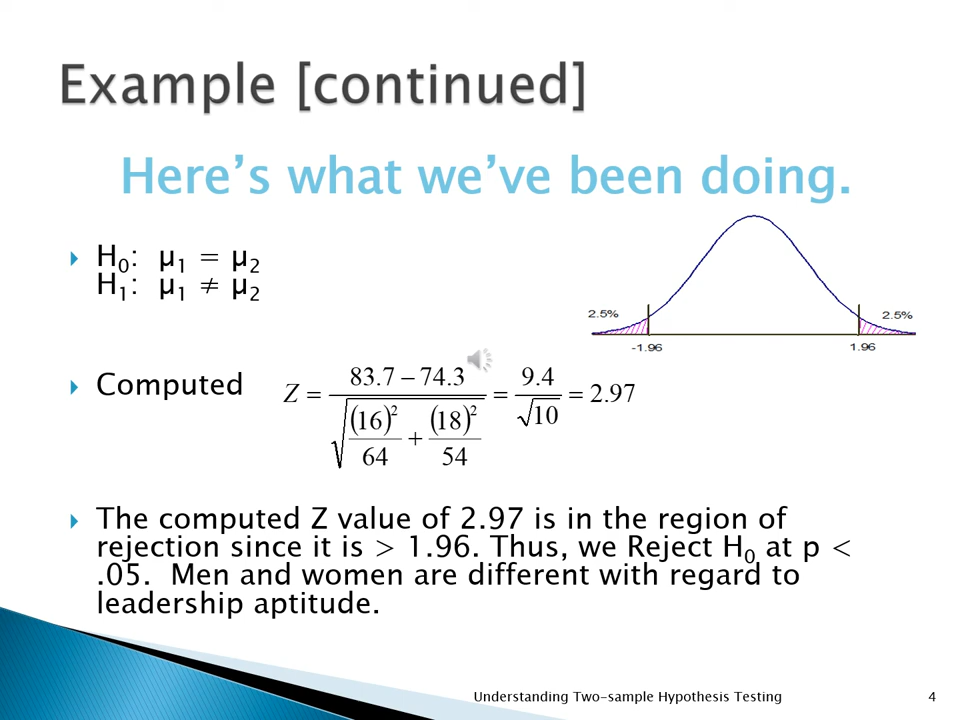 Example [continued]
Here's what we've been doing.
H₀: µ₁ = µ₂
H₁: µ₁ ≠ µ₂
2.5% 2.5%
-1.96 1.96
Computed Z = (83.7 − 74.3) / √((16)²/64 + (18)²/54) = 9.4/√10 = 2.97
The computed Z value of 2.97 is in the region of
rejection since it is > 1.96. Thus, we Reject H₀ at p <
.05. Men and women are different with regard to
leadership aptitude.
Understanding Two-sample Hypothesis Testing 4